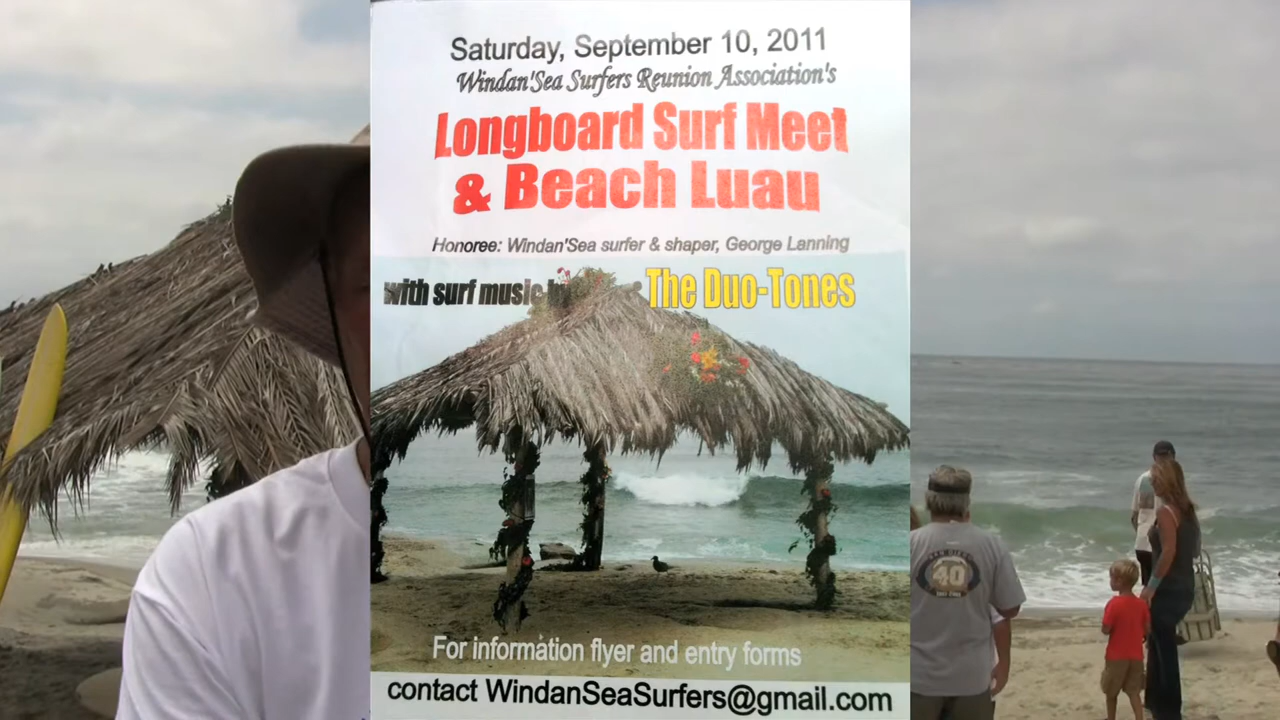 Saturday, September 10, 2011
Windan'Sea Surfers Reunion Association's
Longboard Surf Meet
& Beach Luau
Honoree: Windan'Sea surfer & shaper, George Lanning
with surf music The Duo-Tones
For information flyer and entry forms
contact WindanSeaSurfers@gmail.com
40